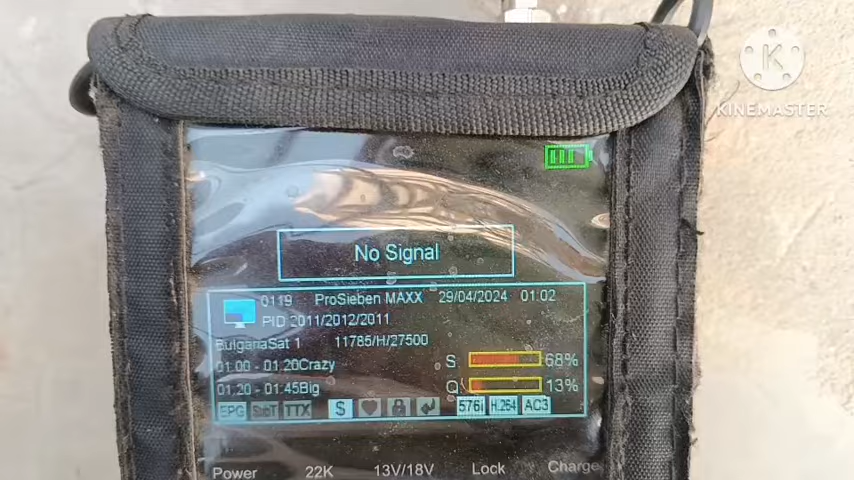 K
KINEMASTER
No Signal
0119 ProSieben MAXX 29/04/2024 01:02
PID 2011/2012/2011
BulgariaSat 1 11785/H/27500
S 68%
01:00 - 01:20Crazy
Q 13%
01:20 - 01:45Big
EPG SubT TTX $ 576i H.264 AC3
Power 22K 13V/18V Lock Charge